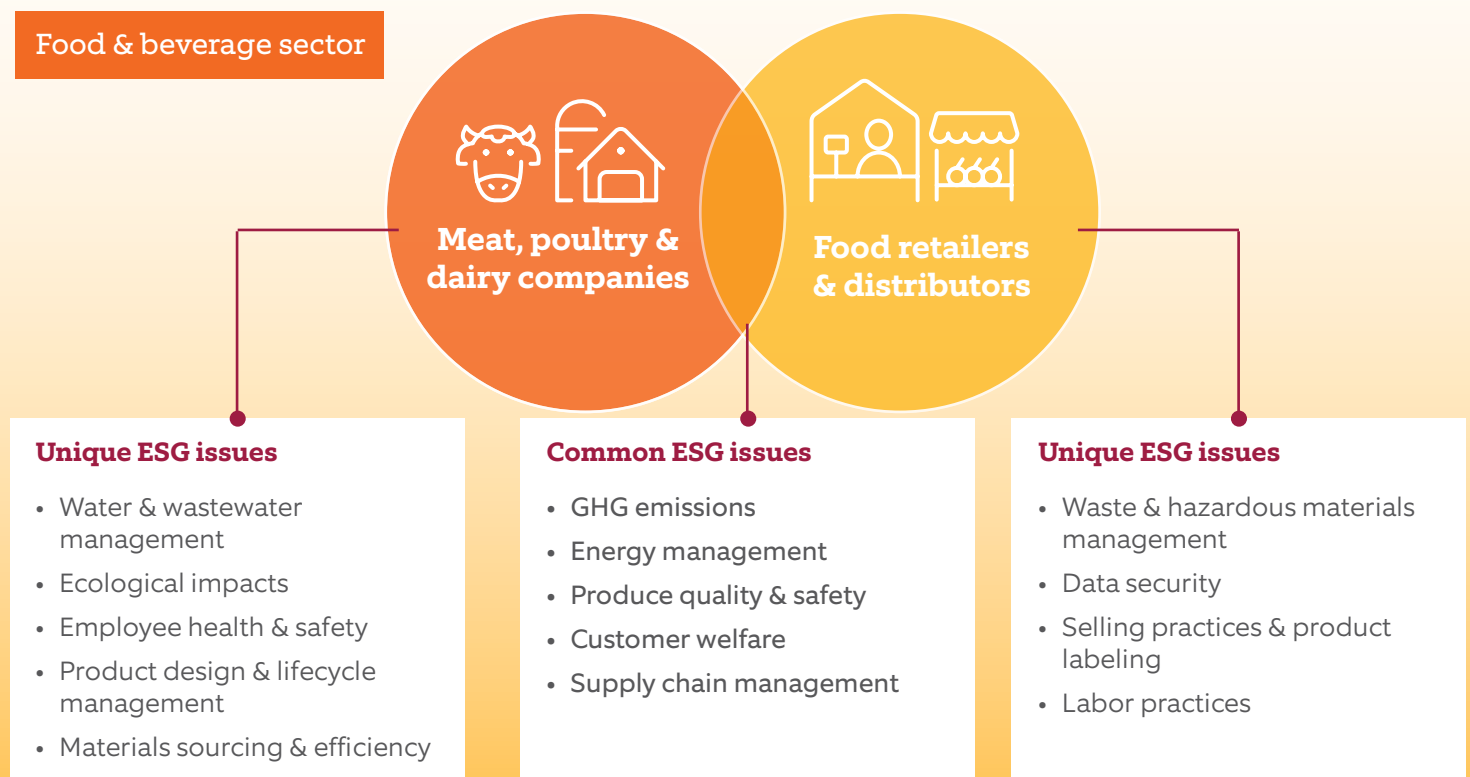 Food & beverage sector
Meat, poultry &
dairy companies
Food retailers
& distributors
Unique ESG issues
• Water & wastewater
management
• Ecological impacts
• Employee health & safety
• Product design & lifecycle
management
• Materials sourcing & efficiency
Common ESG issues
• GHG emissions
• Energy management
• Produce quality & safety
• Customer welfare
• Supply chain management
Unique ESG issues
• Waste & hazardous materials
management
• Data security
• Selling practices & product
labeling
• Labor practices